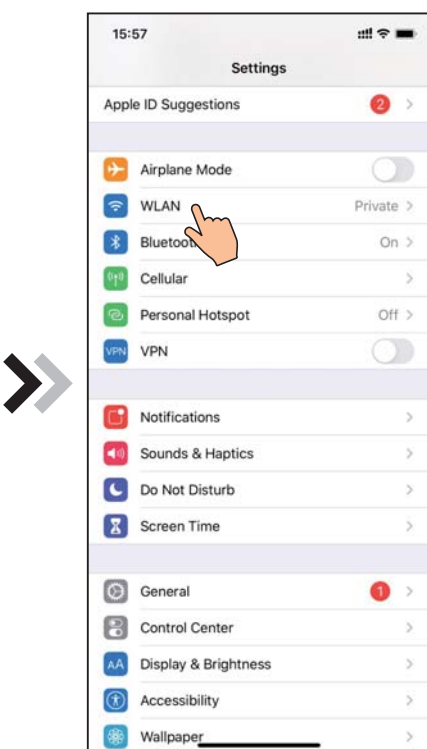 15:57
Settings
Apple ID Suggestions 2
Airplane Mode
WLAN Private
Bluetoot On
Cellular
Personal Hotspot Off
VPN VPN
Notifications
Sounds & Haptics
Do Not Disturb
Screen Time
General 1
Control Center
AA Display & Brightness
Accessibility
Wallpaper